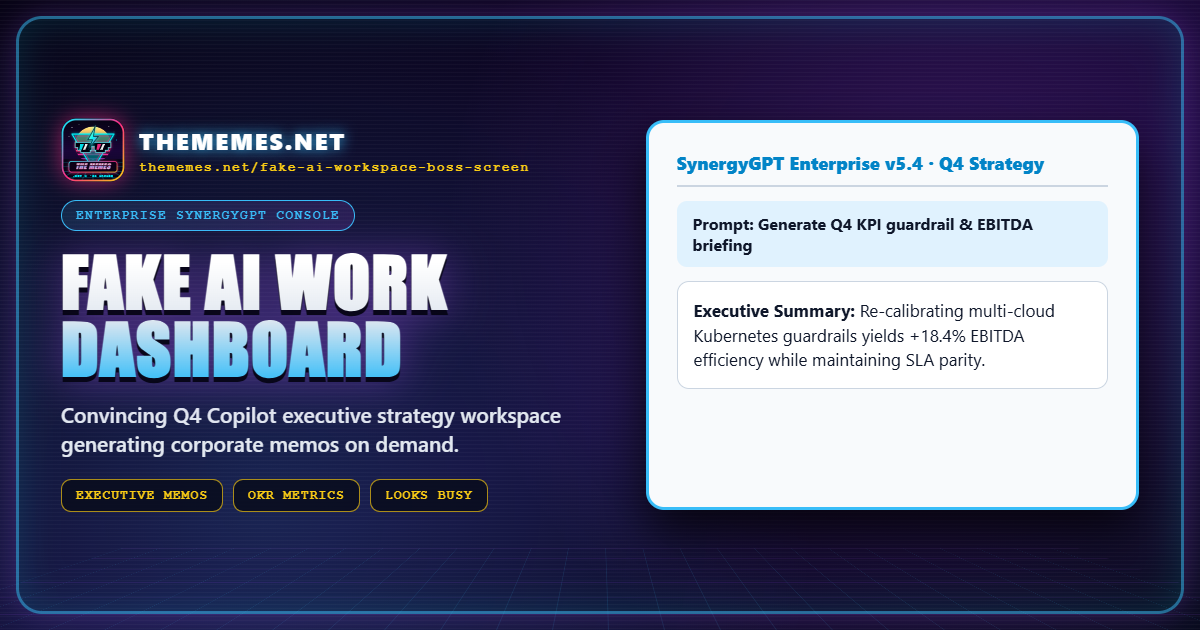 THEMEMES.NET
thememes.net/fake-ai-workspace-boss-screen
ENTERPRISE SYNERGYGPT CONSOLE
FAKE AI WORK
DASHBOARD
Convincing Q4 Copilot executive strategy workspace
generating corporate memos on demand.
EXECUTIVE MEMOS
OKR METRICS
LOOKS BUSY
SynergyGPT Enterprise v5.4 · Q4 Strategy
Prompt: Generate Q4 KPI guardrail & EBITDA
briefing
Executive Summary: Re-calibrating multi-cloud
Kubernetes guardrails yields +18.4% EBITDA
efficiency while maintaining SLA parity.